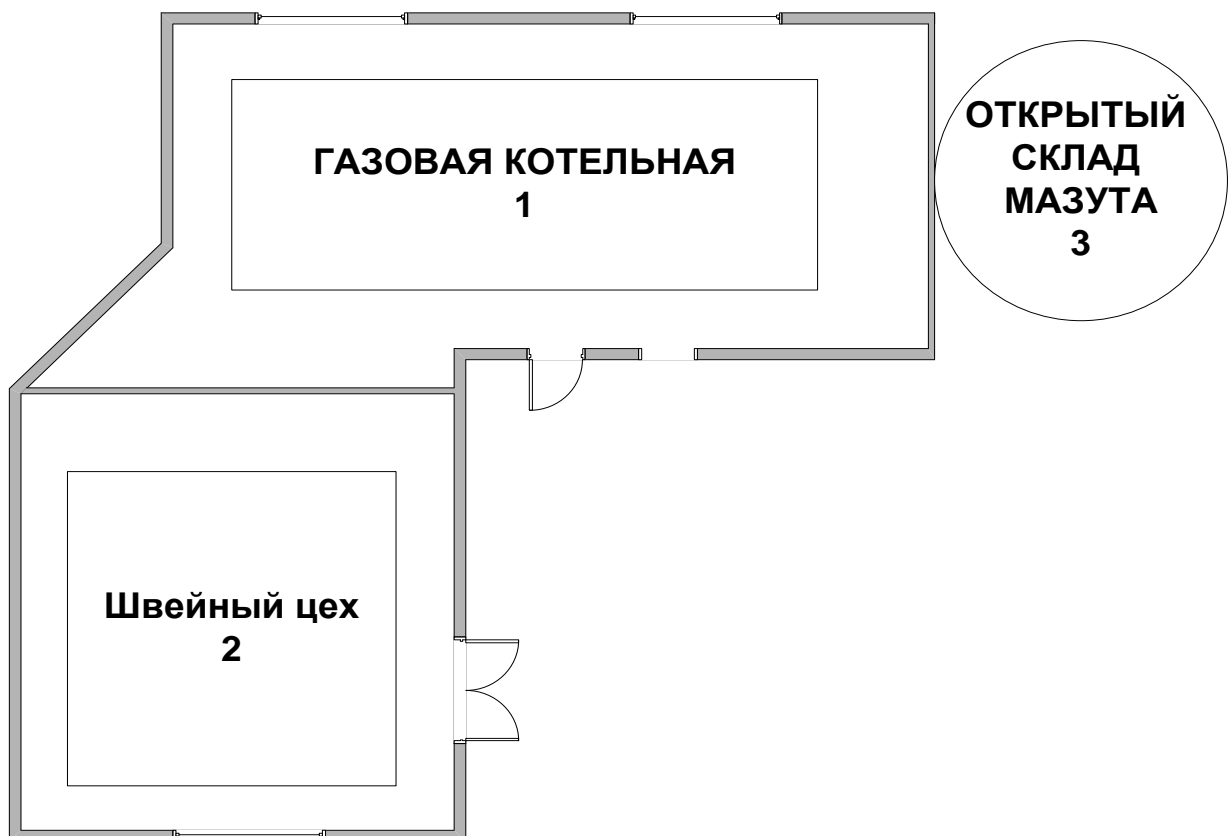 ГАЗОВАЯ КОТЕЛЬНАЯ
1
ОТКРЫТЫЙ
СКЛАД
МАЗУТА
3
Швейный цех
2